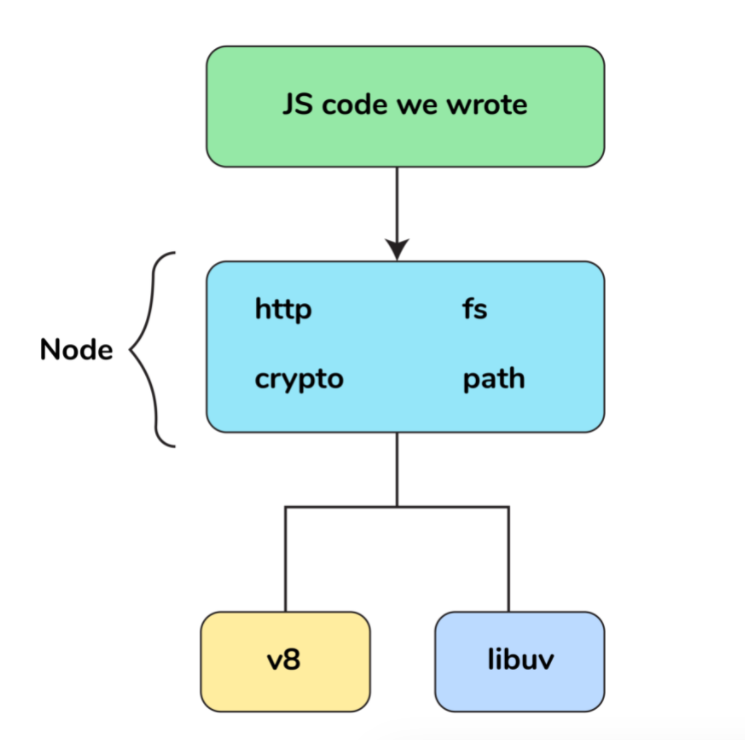 JS code we wrote
http fs
Node
crypto path
v8 libuv